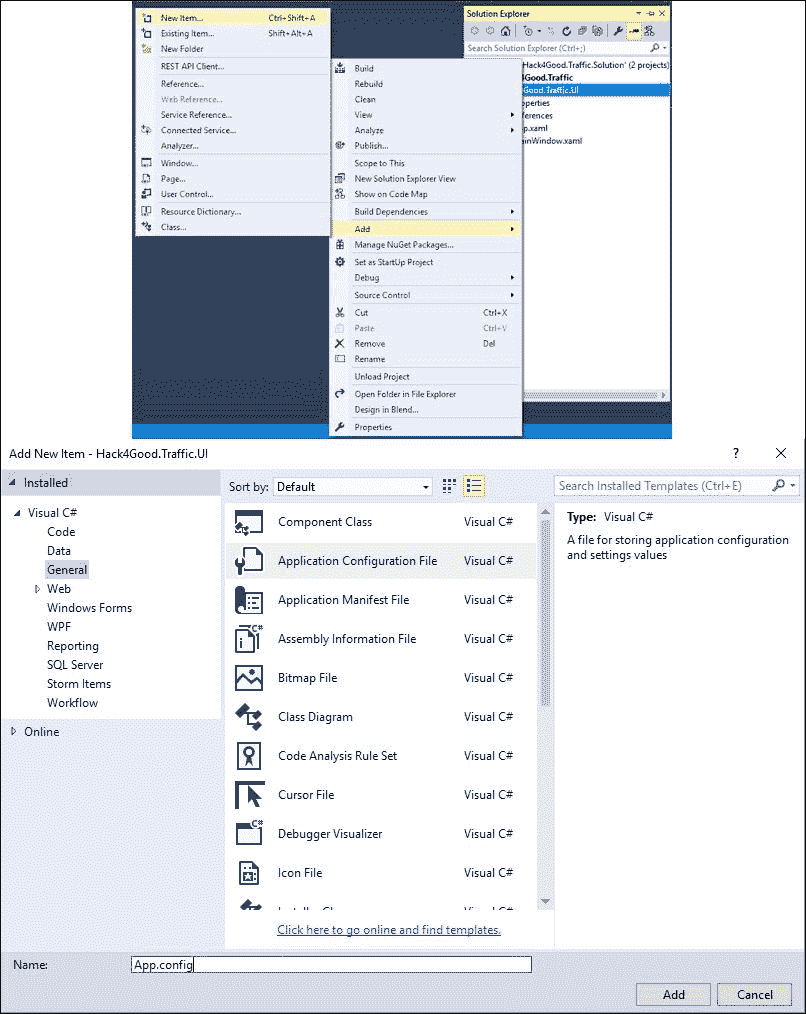 New Item... Ctrl+Shift+A
Existing Item... Shift+Alt+A
New Folder
REST API Client...
Reference...
Web Reference...
Service Reference...
Connected Service...
Analyzer...
Window...
Page...
User Control...
Resource Dictionary...
Class...
Build
Rebuild
Clean
View
Analyze
Publish...
Scope to This
New Solution Explorer View
Show on Code Map
Build Dependencies
Add
Manage NuGet Packages...
Set as StartUp Project
Debug
Source Control
Cut Ctrl+X
Paste Ctrl+V
Remove Del
Rename
Unload Project
Open Folder in File Explorer
Design in Blend...
Properties
Solution Explorer
Search Solution Explorer (Ctrl+;)
Hack4Good.Traffic.Solution' (2 projects)
4Good.Traffic
Good.Traffic.UI
operties
ferences
p.xaml
ainWindow.xaml
Add New Item - Hack4Good.Traffic.UI ?
Installed
Visual C#
Code
Data
General
Web
Windows Forms
WPF
Reporting
SQL Server
Storm Items
Workflow
Online
Sort by: Default
Component Class Visual C#
Application Configuration File Visual C#
Application Manifest File Visual C#
Assembly Information File Visual C#
Bitmap File Visual C#
Class Diagram Visual C#
Code Analysis Rule Set Visual C#
Cursor File Visual C#
Debugger Visualizer Visual C#
Icon File Visual C#
Click here to go online and find templates.
Search Installed Templates (Ctrl+E)
Type: Visual C#
A file for storing application configuration
and settings values
Name: App.config
Add Cancel